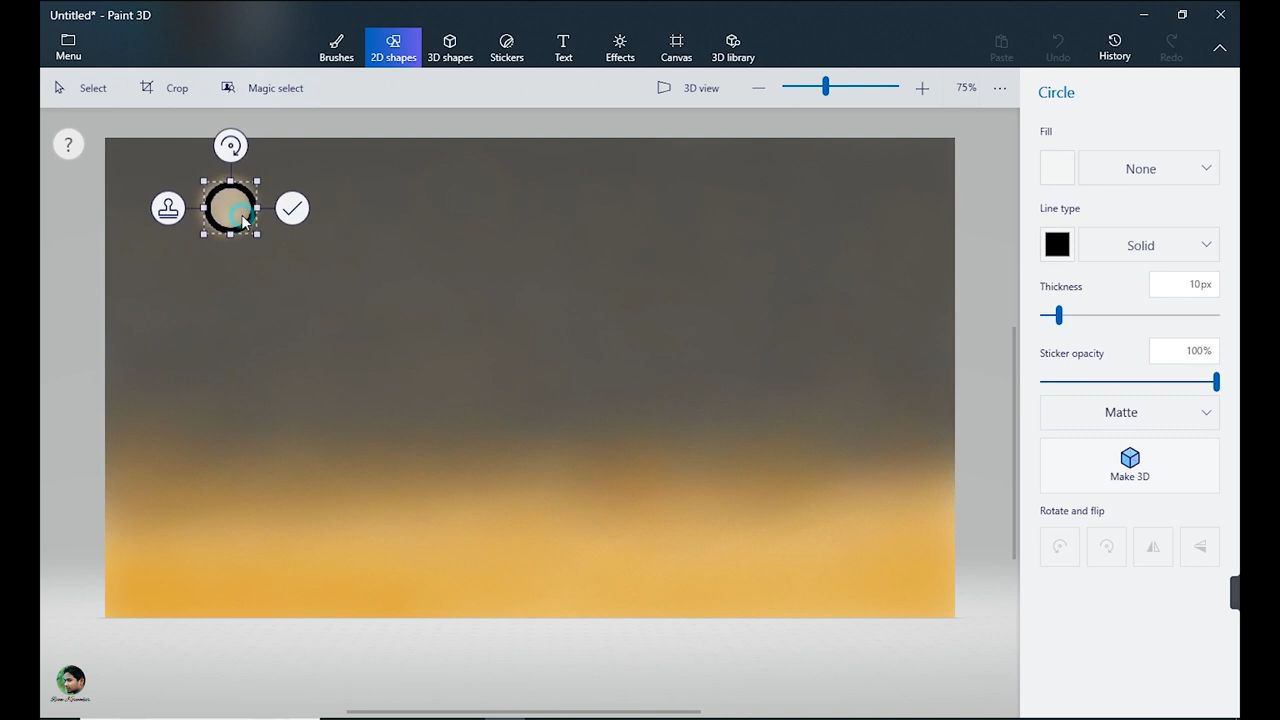 Untitled* - Paint 3D
Menu
Brushes
2D shapes
3D shapes
Stickers
Text
Effects
Canvas
3D library
Paste
Undo
History
Redo
Select
Crop
Magic select
3D view
75%
?
Circle
Fill
None
Line type
Solid
Thickness
10px
Sticker opacity
100%
Matte
Make 3D
Rotate and flip